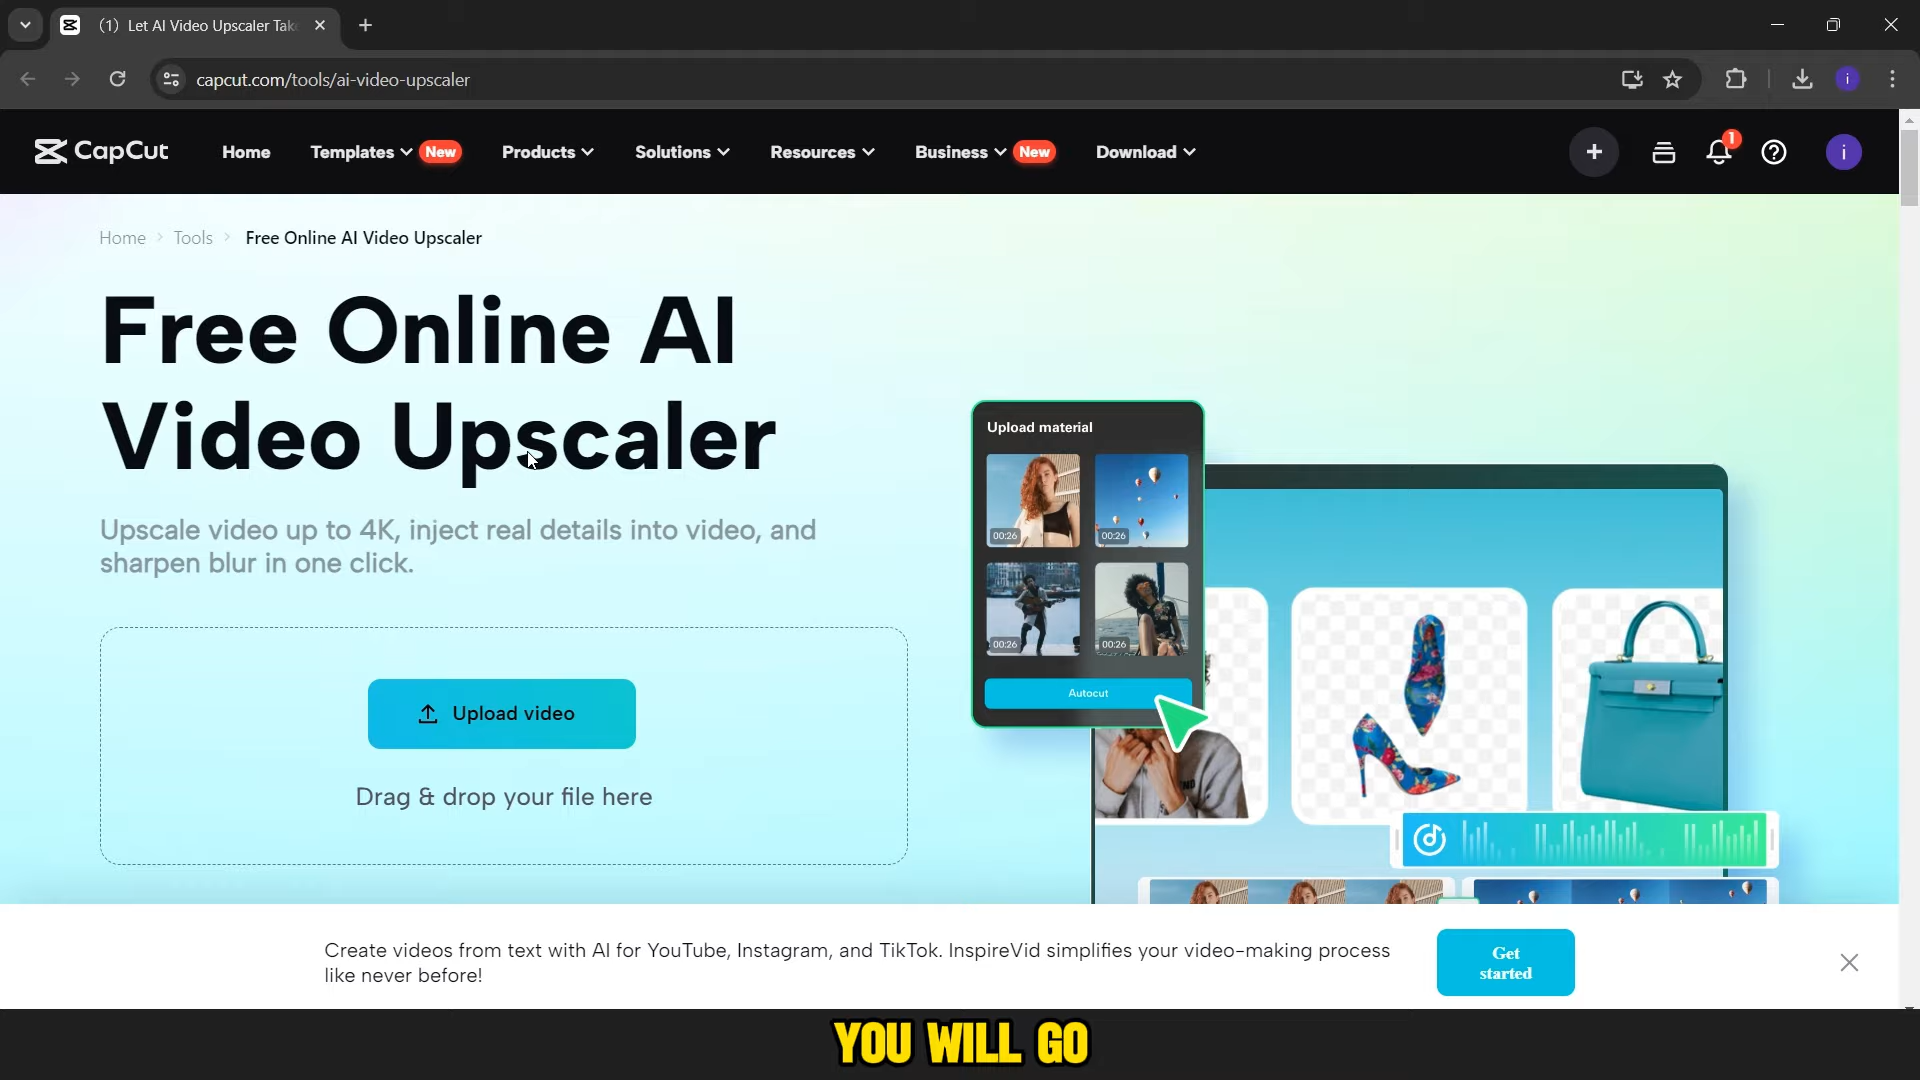 (1) Let AI Video Upscaler Tak
capcut.com/tools/ai-video-upscaler
i
CapCut
Home
Templates
New
Products
Solutions
Resources
Business
New
Download
1
i
Home
Tools
Free Online AI Video Upscaler
Free Online AI
Video Upscaler
Upscale video up to 4K, inject real details into video, and
sharpen blur in one click.
Upload video
Drag & drop your file here
Upload material
00:26
00:26
00:26
00:26
Autocut
Create videos from text with AI for YouTube, Instagram, and TikTok. InspireVid simplifies your video-making process
like never before!
Get
started
YOU WILL GO